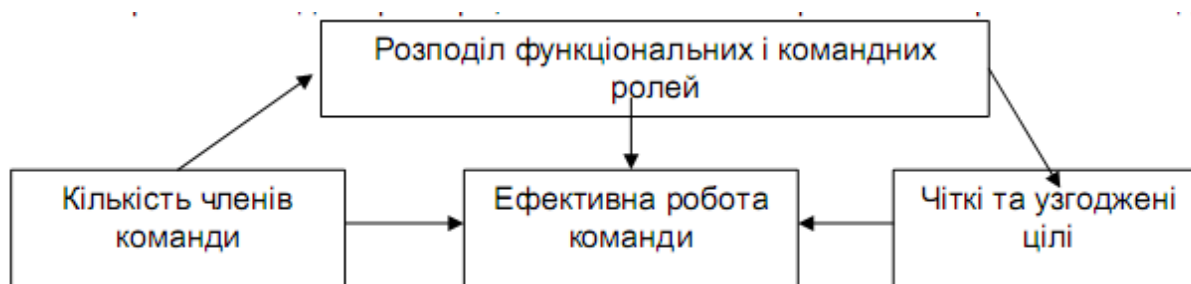 Розподіл функціональних і командних
ролей
Кількість членів
команди
Ефективна робота
команди
Чіткі та узгоджені
цілі